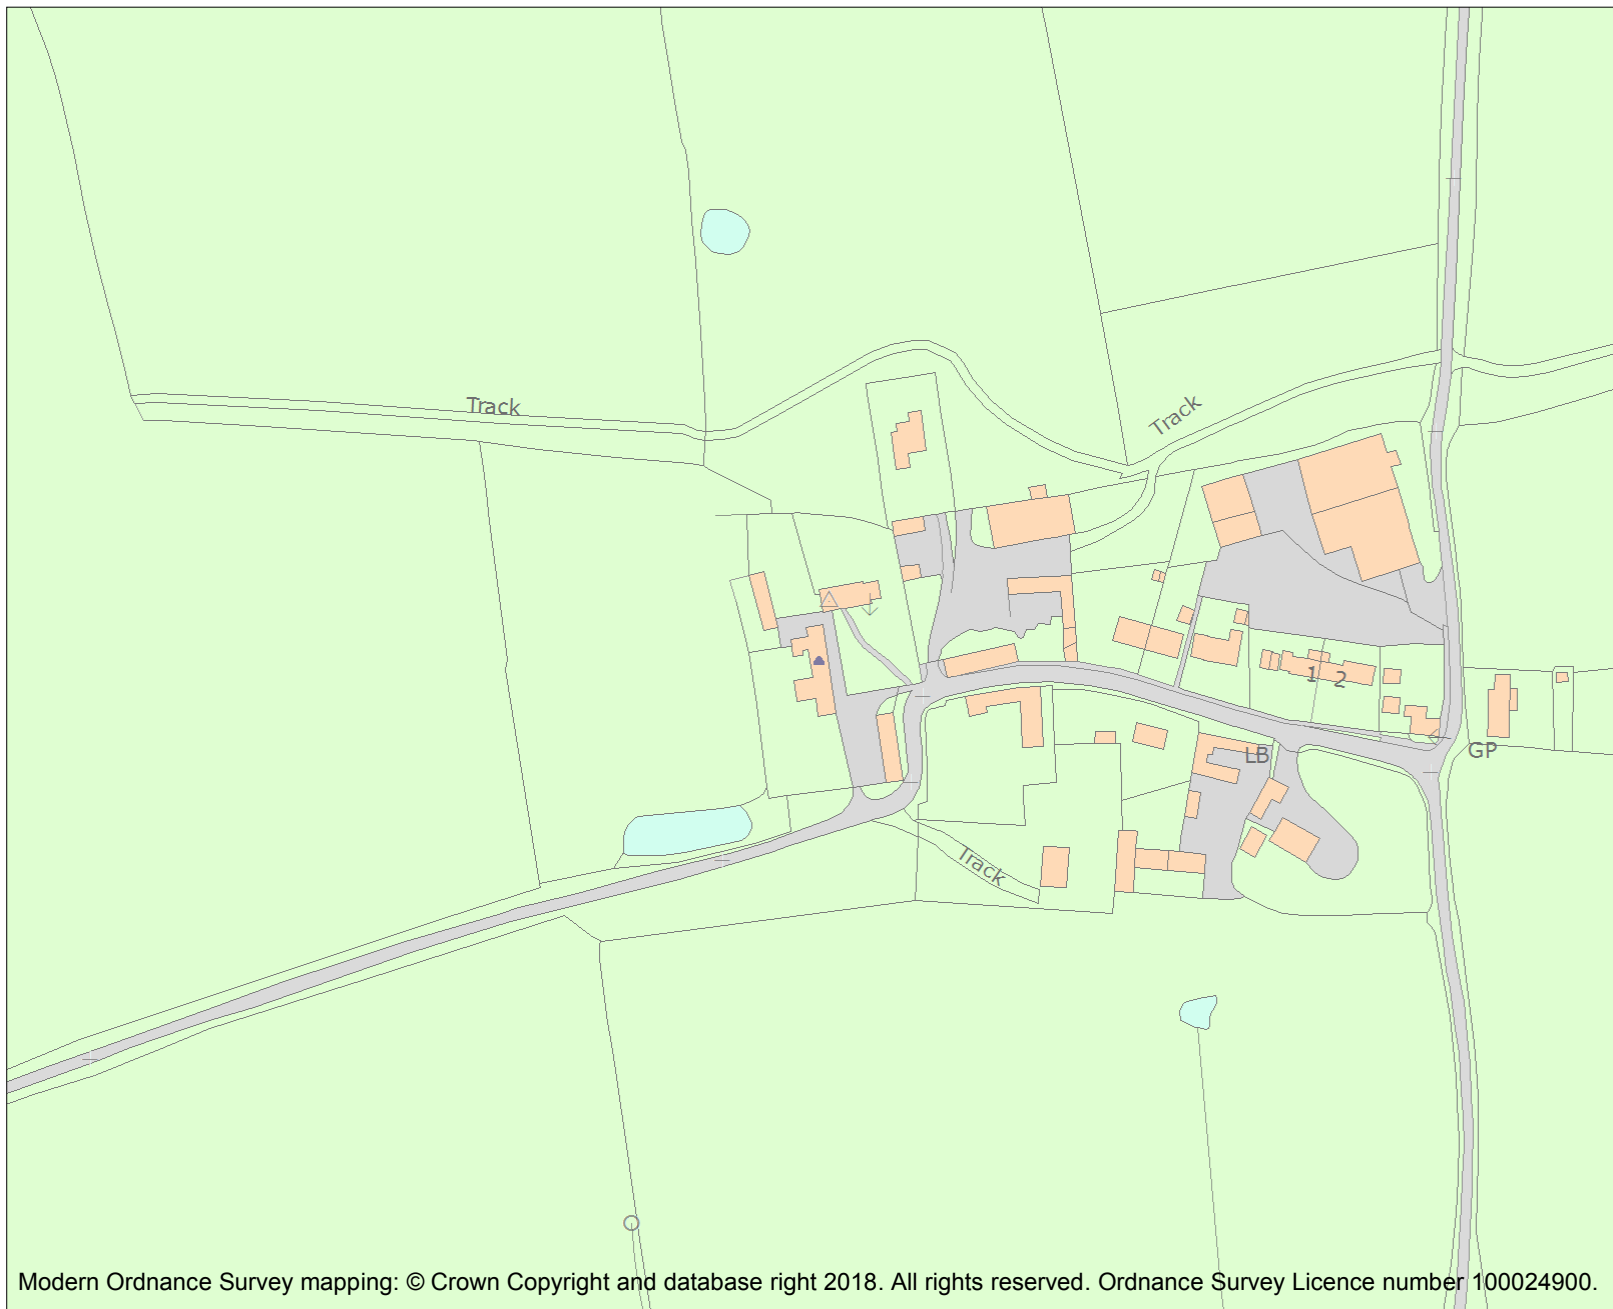 Track
Track
1 2
GP
LB
Track
Modern Ordnance Survey mapping: © Crown Copyright and database right 2018. All rights reserved. Ordnance Survey Licence number 100024900.